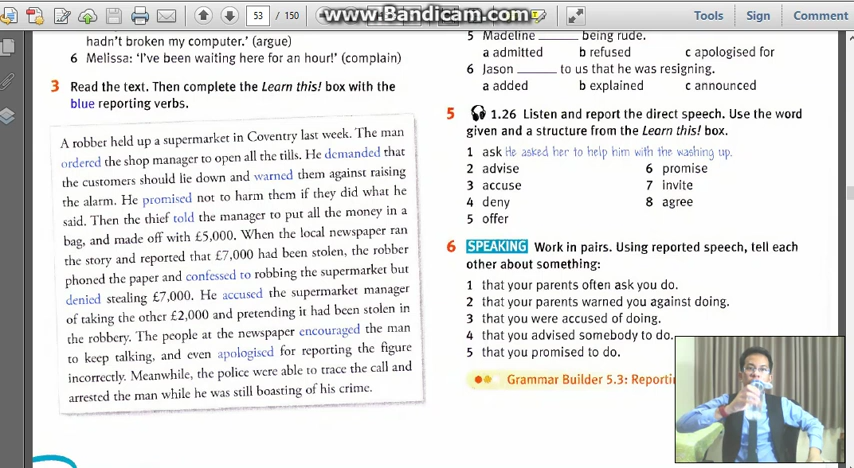 53 / 150
www.Bandicam.com
Tools Sign Comment
hadn't broken my computer.' (argue)
6 Melissa: 'I've been waiting here for an hour!' (complain)
3 Read the text. Then complete the Learn this! box with the
blue reporting verbs.
A robber held up a supermarket in Coventry last week. The man
ordered the shop manager to open all the tills. He demanded that
the customers should lie down and warned them against raising
the alarm. He promised not to harm them if they did what he
said. Then the thief told the manager to put all the money in a
bag, and made off with £5,000. When the local newspaper ran
the story and reported that £7,000 had been stolen, the robber
phoned the paper and confessed to robbing the supermarket but
denied stealing £7,000. He accused the supermarket manager
of taking the other £2,000 and pretending it had been stolen in
the robbery. The people at the newspaper encouraged the man
to keep talking, and even apologised for reporting the figure
incorrectly. Meanwhile, the police were able to trace the call and
arrested the man while he was still boasting of his crime.
5 Madeline ______ being rude.
a admitted b refused c apologised for
6 Jason ______ to us that he was resigning.
a added b explained c announced
5 1.26 Listen and report the direct speech. Use the word
given and a structure from the Learn this! box.
1 ask He asked her to help him with the washing up.
2 advise 6 promise
3 accuse 7 invite
4 deny 8 agree
5 offer
6 SPEAKING Work in pairs. Using reported speech, tell each
other about something:
1 that your parents often ask you do.
2 that your parents warned you against doing.
3 that you were accused of doing.
4 that you advised somebody to do.
5 that you promised to do.
Grammar Builder 5.3: Reporti